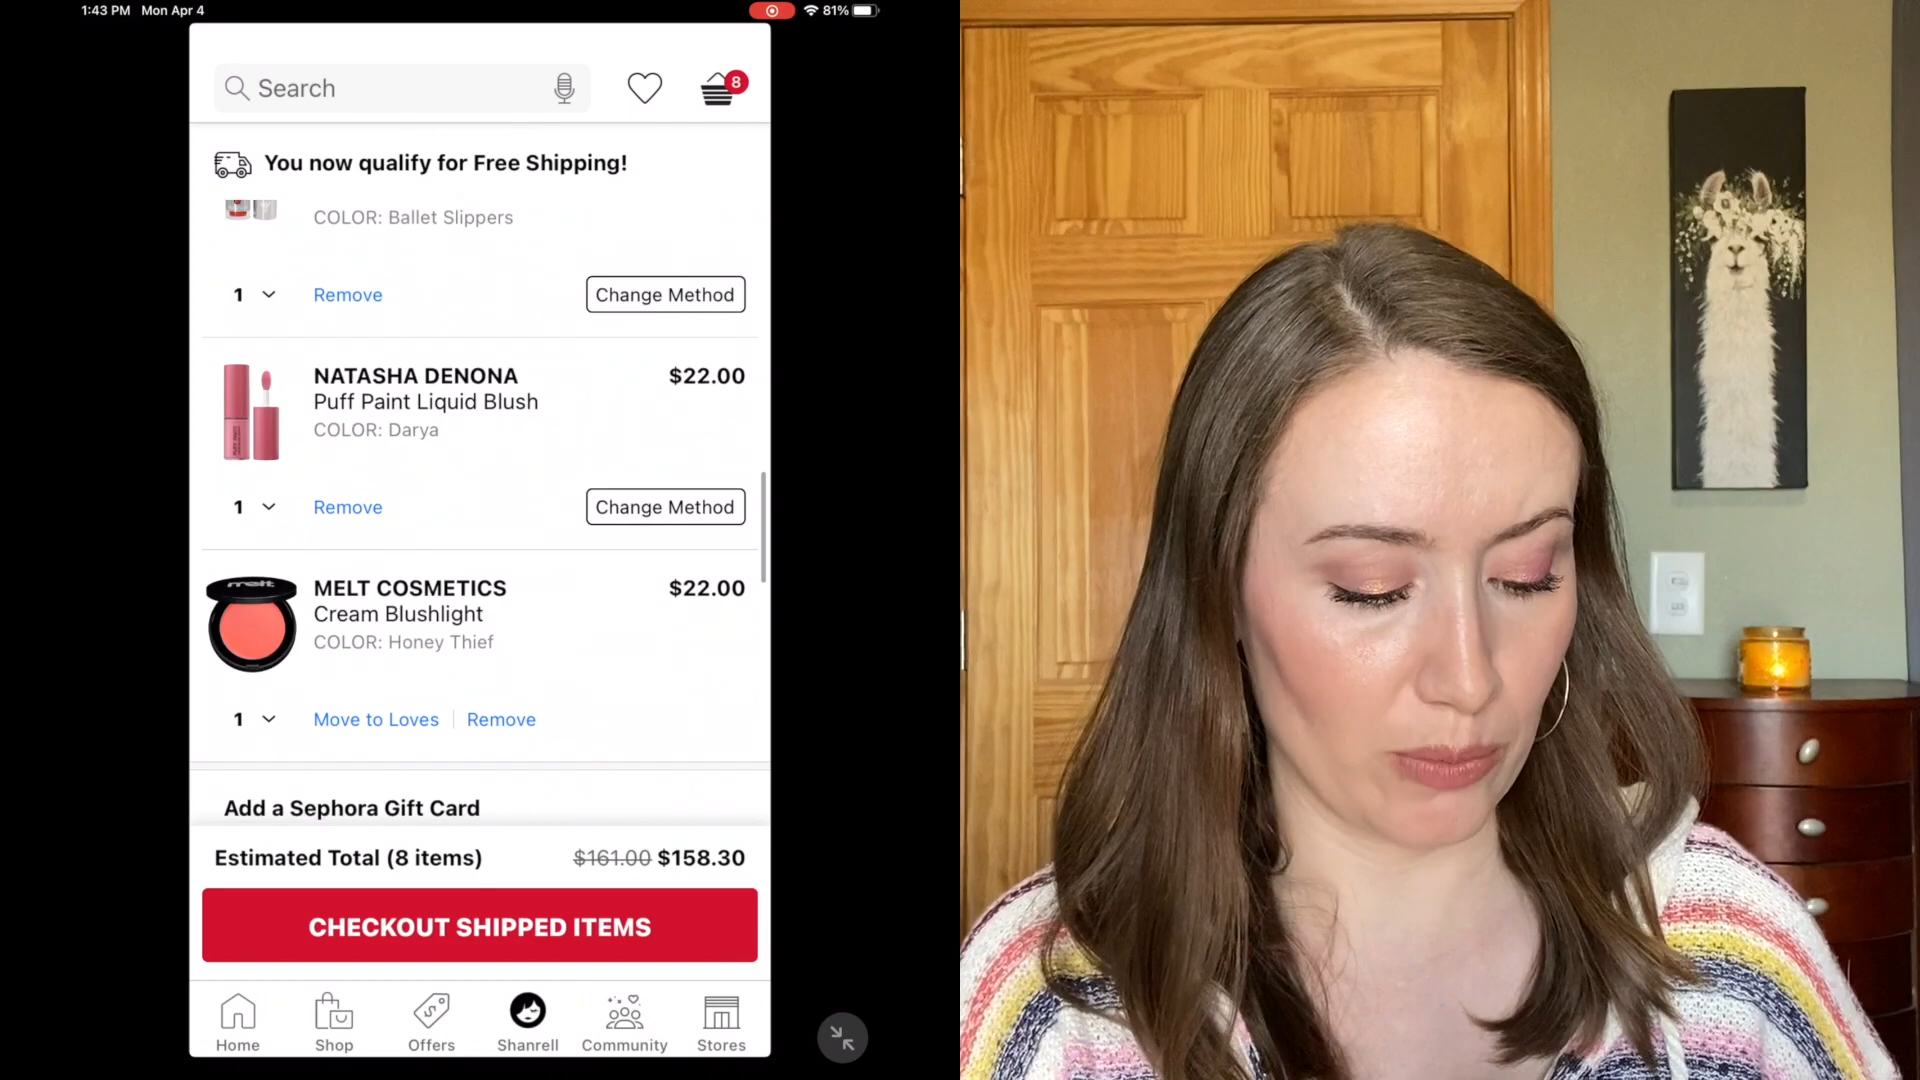 1:43 PM Mon Apr 4
81%
Search
8
You now qualify for Free Shipping!
COLOR: Ballet Slippers
1 Remove Change Method
NATASHA DENONA $22.00
Puff Paint Liquid Blush
COLOR: Darya
1 Remove Change Method
melt
MELT COSMETICS $22.00
Cream Blushlight
COLOR: Honey Thief
1 Move to Loves Remove
Add a Sephora Gift Card
Estimated Total (8 items) $161.00 $158.30
CHECKOUT SHIPPED ITEMS
Home Shop Offers Shanrell Community Stores